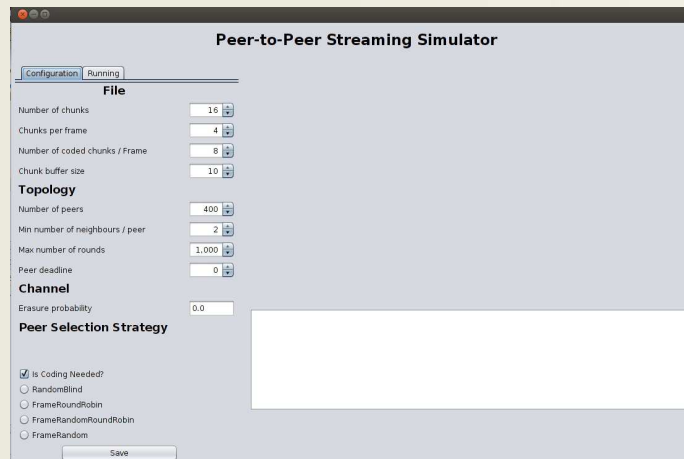 Peer-to-Peer Streaming Simulator
Configuration Running
File
Number of chunks 16
Chunks per frame 4
Number of coded chunks / Frame 8
Chunk buffer size 10
Topology
Number of peers 400
Min number of neighbours / peer 2
Max number of rounds 1,000
Peer deadline 0
Channel
Erasure probability 0.0
Peer Selection Strategy
Is Coding Needed?
RandomBlind
FrameRoundRobin
FrameRandomRoundRobin
FrameRandom
Save